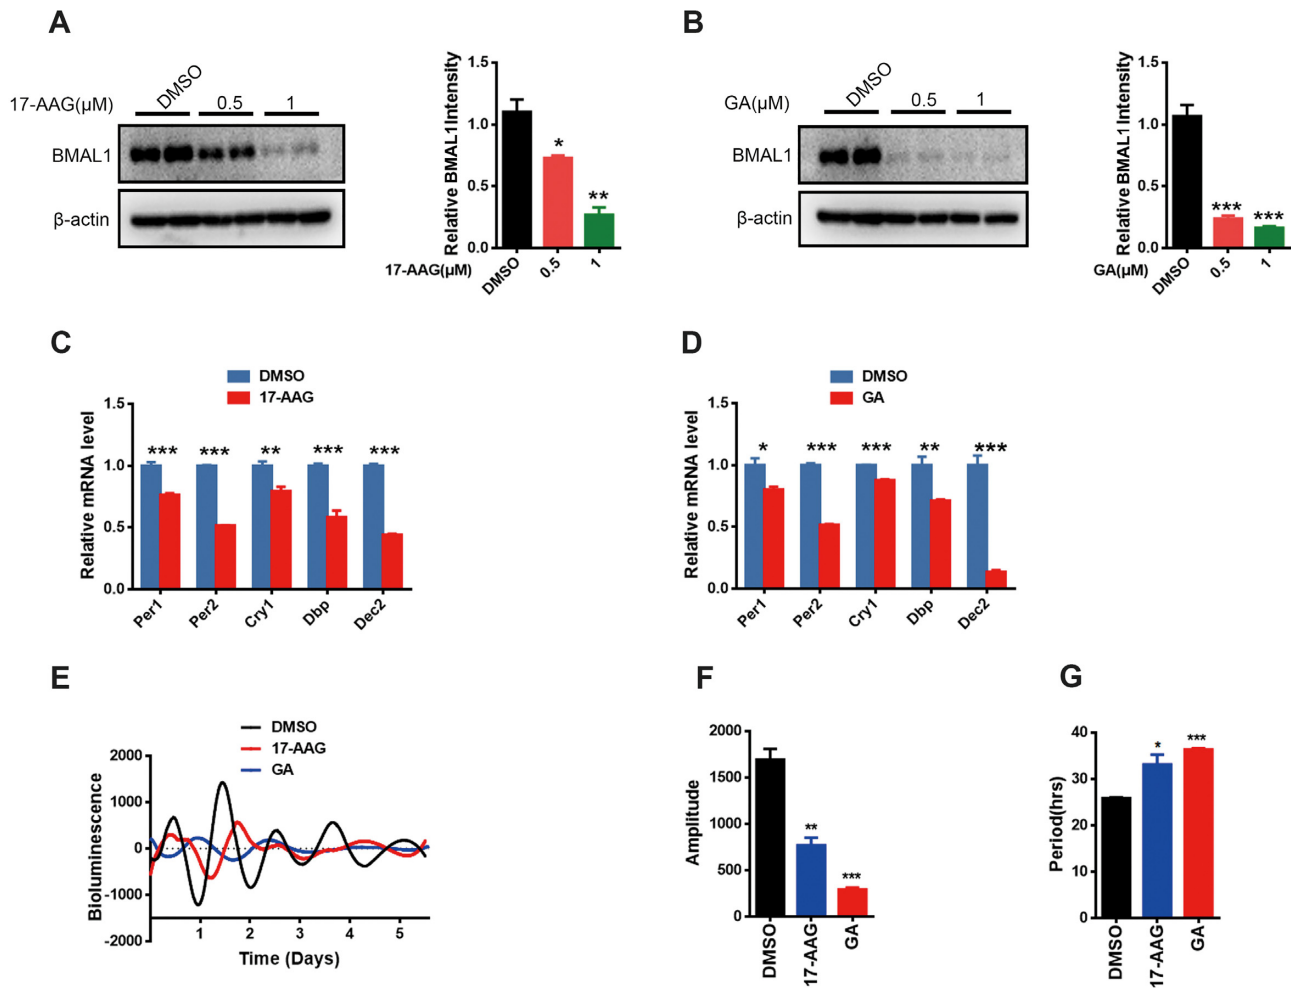 A
17-AAG(µM)
DMSO
0.5
1
BMAL1
β-actin
Relative BMAL1Intensity
1.5
1.0
0.5
0.0
*
**
17-AAG(µM)
DMSO
0.5
1
B
GA(µM)
DMSO
0.5
1
BMAL1
β-actin
Relative BMAL1Intensity
1.5
1.0
0.5
0.0
***
***
GA(µM)
DMSO
0.5
1
C
DMSO
17-AAG
Relative mRNA level
1.5
1.0
0.5
0.0
*** *** ** *** ***
Per1 Per2 Cry1 Dbp Dec2
D
DMSO
GA
Relative mRNA level
1.5
1.0
0.5
0.0
* *** *** ** ***
Per1 Per2 Cry1 Dbp Dec2
E
DMSO
17-AAG
GA
Bioluminescence
2000
1000
0
-1000
-2000
1 2 3 4 5
Time (Days)
F
Amplitude
2000
1500
1000
500
0
**
***
DMSO
17-AAG
GA
G
Period(hrs)
40
30
20
10
0
*
***
DMSO
17-AAG
GA